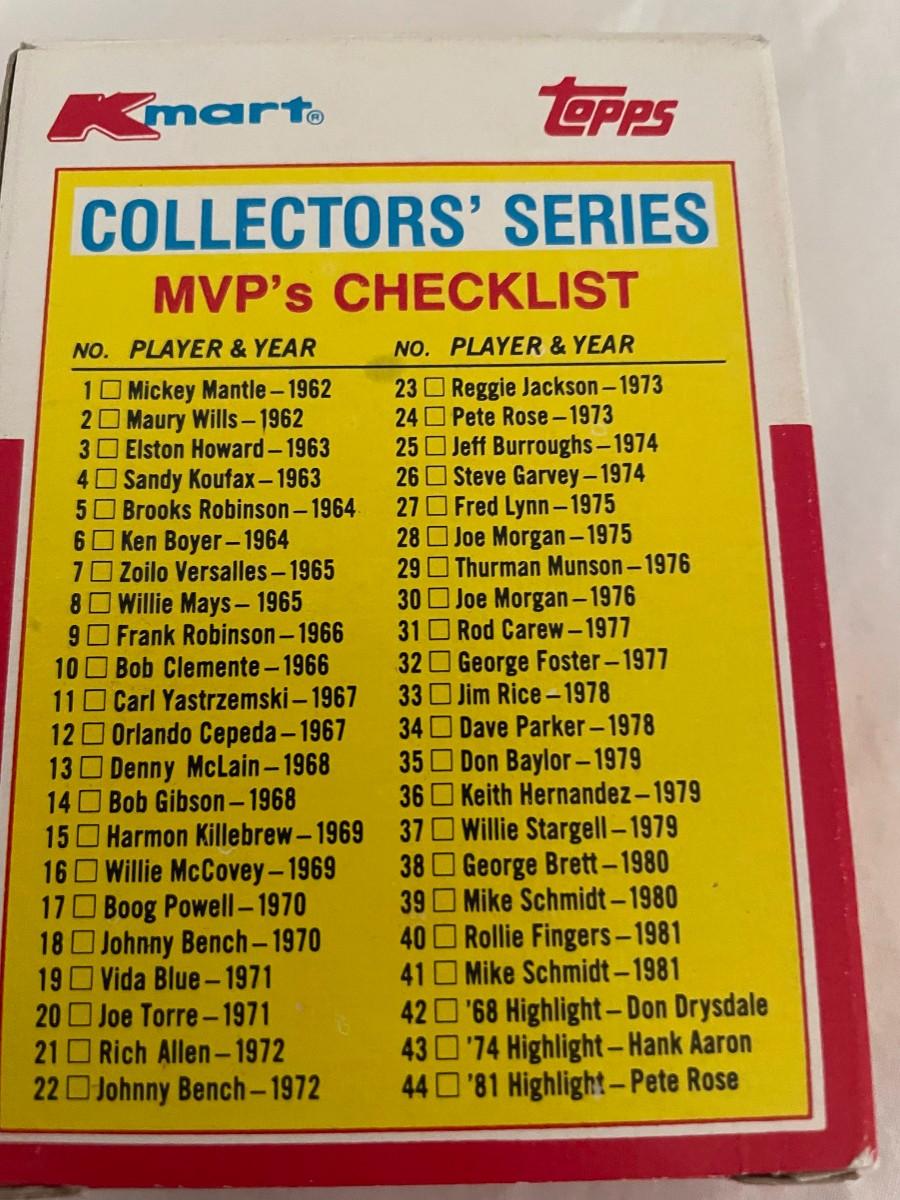 Kmart®
TOPPS
COLLECTORS' SERIES
MVP's CHECKLIST
NO. PLAYER & YEAR
1 □ Mickey Mantle – 1962
2 □ Maury Wills – 1962
3 □ Elston Howard – 1963
4 □ Sandy Koufax – 1963
5 □ Brooks Robinson – 1964
6 □ Ken Boyer – 1964
7 □ Zoilo Versalles – 1965
8 □ Willie Mays – 1965
9 □ Frank Robinson – 1966
10 □ Bob Clemente – 1966
11 □ Carl Yastrzemski – 1967
12 □ Orlando Cepeda – 1967
13 □ Denny McLain – 1968
14 □ Bob Gibson – 1968
15 □ Harmon Killebrew – 1969
16 □ Willie McCovey – 1969
17 □ Boog Powell – 1970
18 □ Johnny Bench – 1970
19 □ Vida Blue – 1971
20 □ Joe Torre – 1971
21 □ Rich Allen – 1972
22 □ Johnny Bench – 1972
NO. PLAYER & YEAR
23 □ Reggie Jackson – 1973
24 □ Pete Rose – 1973
25 □ Jeff Burroughs – 1974
26 □ Steve Garvey – 1974
27 □ Fred Lynn – 1975
28 □ Joe Morgan – 1975
29 □ Thurman Munson – 1976
30 □ Joe Morgan – 1976
31 □ Rod Carew – 1977
32 □ George Foster – 1977
33 □ Jim Rice – 1978
34 □ Dave Parker – 1978
35 □ Don Baylor – 1979
36 □ Keith Hernandez – 1979
37 □ Willie Stargell – 1979
38 □ George Brett – 1980
39 □ Mike Schmidt – 1980
40 □ Rollie Fingers – 1981
41 □ Mike Schmidt – 1981
42 □ '68 Highlight – Don Drysdale
43 □ '74 Highlight – Hank Aaron
44 □ '81 Highlight – Pete Rose